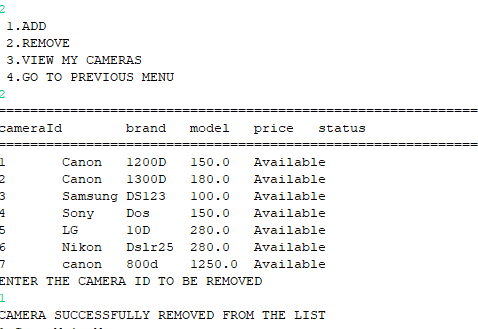 2
1.ADD
2.REMOVE
3.VIEW MY CAMERAS
4.GO TO PREVIOUS MENU
2
================================================================
cameraId brand model price status
================================================================
1 Canon 1200D 150.0 Available
2 Canon 1300D 180.0 Available
3 Samsung DS123 100.0 Available
4 Sony Dos 150.0 Available
5 LG 10D 280.0 Available
6 Nikon Dslr25 280.0 Available
7 canon 800d 1250.0 Available
ENTER THE CAMERA ID TO BE REMOVED
1
CAMERA SUCCESSFULLY REMOVED FROM THE LIST